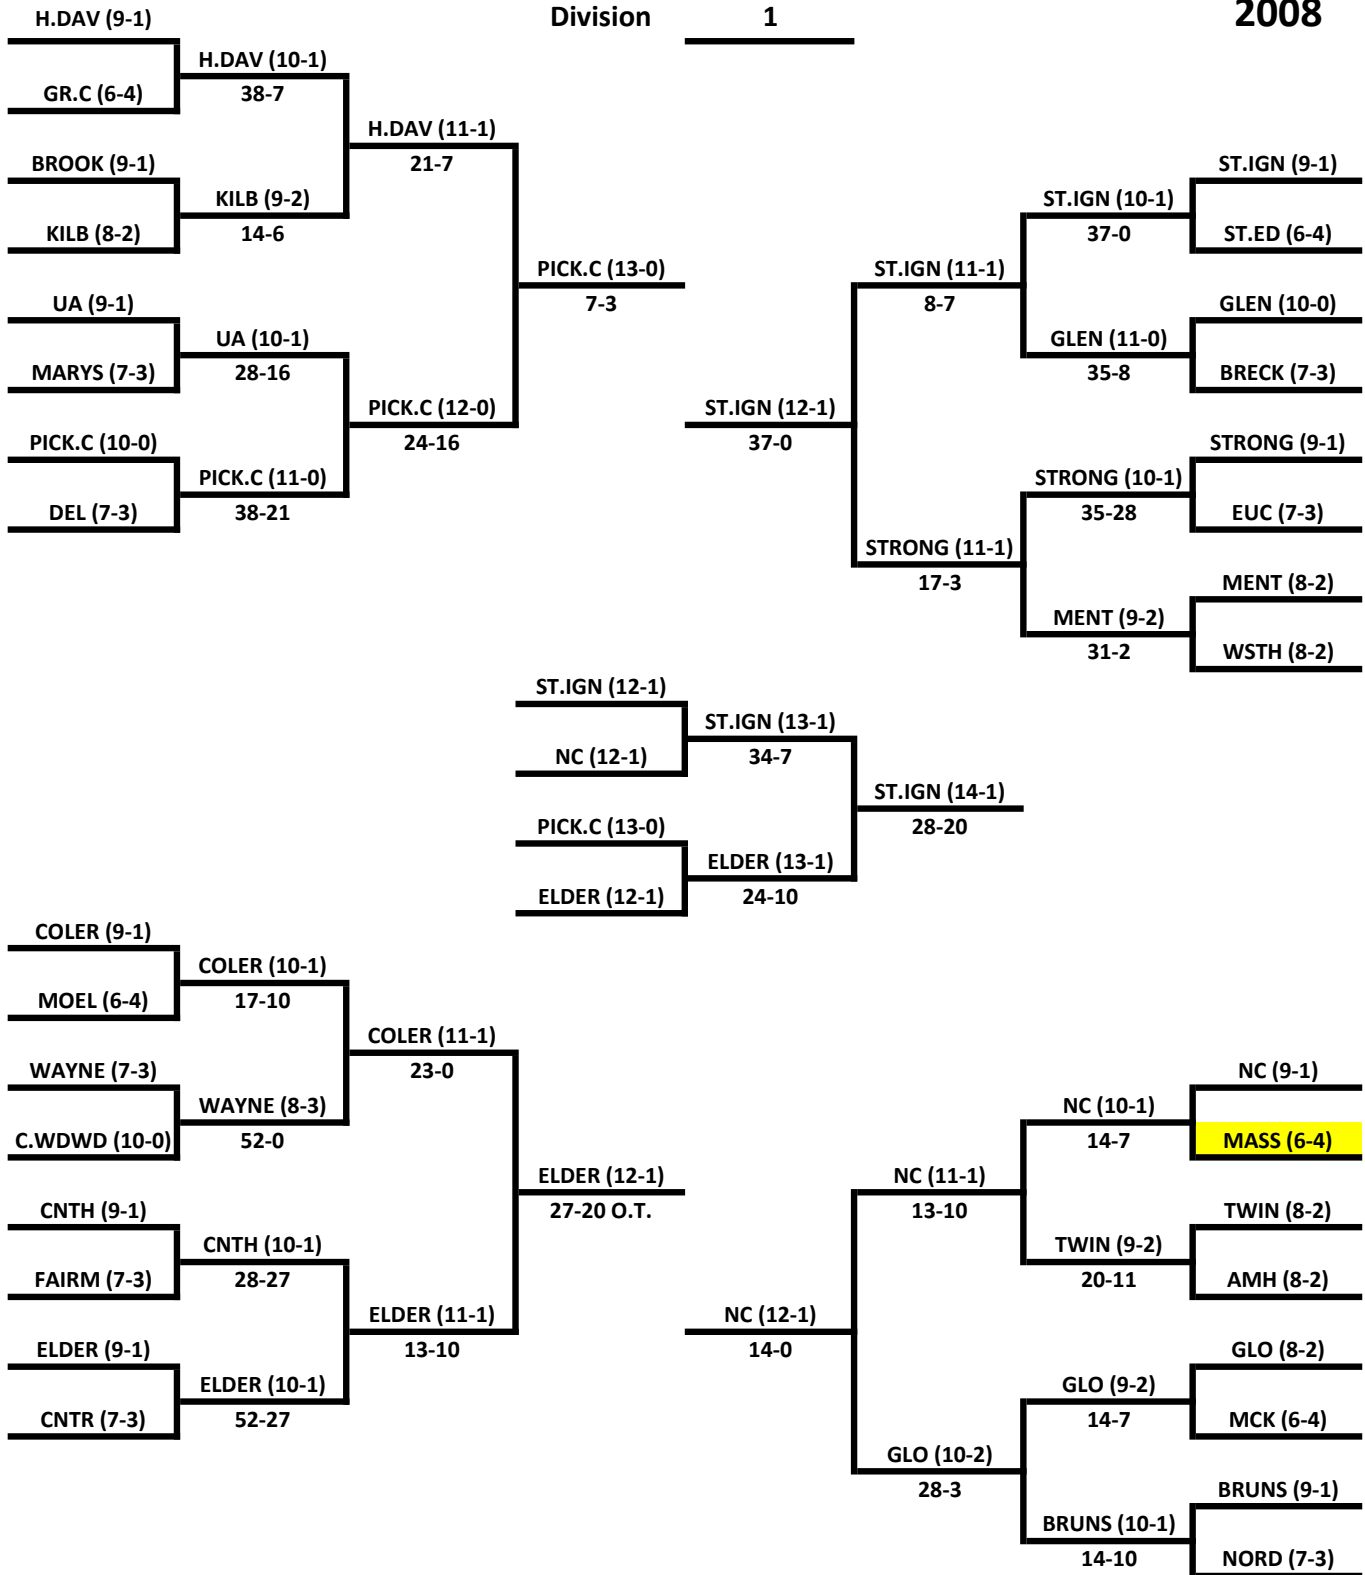 H.DAV (9-1)
Division 1
2008
H.DAV (10-1)
GR.C (6-4)
38-7
H.DAV (11-1)
BROOK (9-1)
21-7
KILB (9-2)
KILB (8-2)
14-6
PICK.C (13-0)
UA (9-1)
7-3
UA (10-1)
MARYS (7-3)
28-16
PICK.C (12-0)
PICK.C (10-0)
24-16
PICK.C (11-0)
DEL (7-3)
38-21
ST.IGN (9-1)
ST.IGN (10-1)
37-0
ST.ED (6-4)
ST.IGN (11-1)
8-7
GLEN (10-0)
GLEN (11-0)
35-8
BRECK (7-3)
ST.IGN (12-1)
37-0
STRONG (9-1)
STRONG (10-1)
35-28
EUC (7-3)
STRONG (11-1)
17-3
MENT (8-2)
MENT (9-2)
31-2
WSTH (8-2)
ST.IGN (12-1)
ST.IGN (13-1)
NC (12-1)
34-7
ST.IGN (14-1)
PICK.C (13-0)
28-20
ELDER (13-1)
ELDER (12-1)
24-10
COLER (9-1)
COLER (10-1)
MOEL (6-4)
17-10
COLER (11-1)
WAYNE (7-3)
23-0
WAYNE (8-3)
C.WDWD (10-0)
52-0
ELDER (12-1)
CNTH (9-1)
27-20 O.T.
CNTH (10-1)
FAIRM (7-3)
28-27
ELDER (11-1)
ELDER (9-1)
13-10
ELDER (10-1)
CNTR (7-3)
52-27
NC (9-1)
NC (10-1)
14-7
MASS (6-4)
NC (11-1)
13-10
TWIN (8-2)
TWIN (9-2)
20-11
AMH (8-2)
NC (12-1)
14-0
GLO (8-2)
GLO (9-2)
14-7
MCK (6-4)
GLO (10-2)
28-3
BRUNS (9-1)
BRUNS (10-1)
14-10
NORD (7-3)